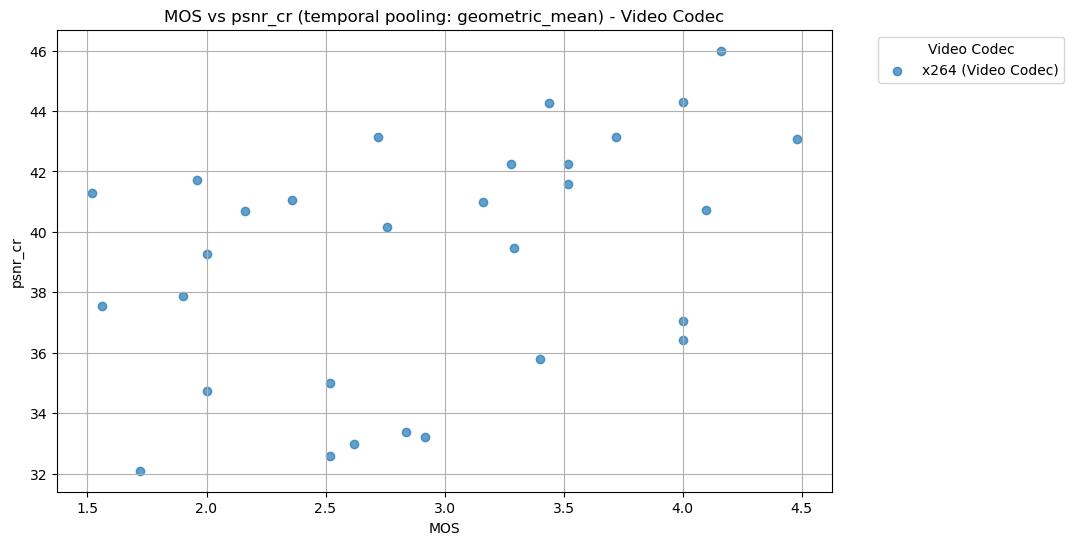 MOS vs psnr_cr (temporal pooling: geometric_mean) - Video Codec
Video Codec
x264 (Video Codec)
psnr_cr
46
44
42
40
38
36
34
32
1.5 2.0 2.5 3.0 3.5 4.0 4.5
MOS